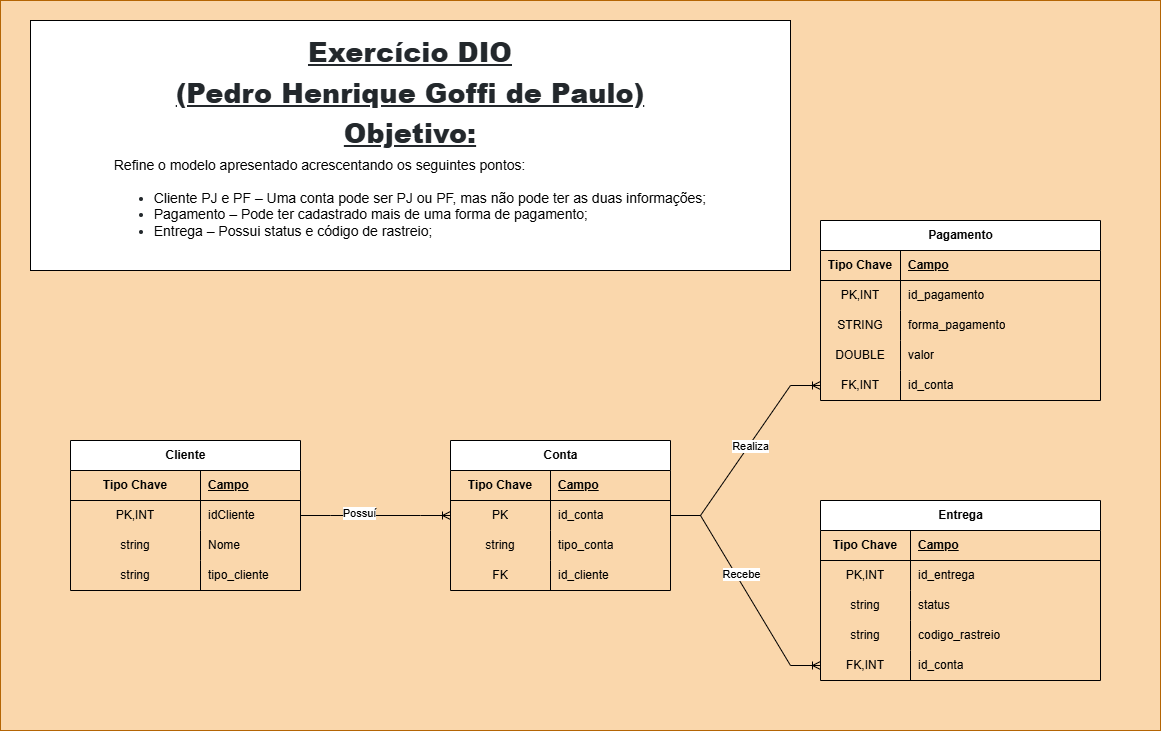 Exercício DIO
(Pedro Henrique Goffi de Paulo)
Objetivo:
Refine o modelo apresentado acrescentando os seguintes pontos:
• Cliente PJ e PF – Uma conta pode ser PJ ou PF, mas não pode ter as duas informações;
• Pagamento – Pode ter cadastrado mais de uma forma de pagamento;
• Entrega – Possui status e código de rastreio;
Pagamento
Tipo Chave Campo
PK,INT id_pagamento
STRING forma_pagamento
DOUBLE valor
FK,INT id_conta
Cliente
Tipo Chave Campo
PK,INT idCliente
string Nome
string tipo_cliente
Possuí
Conta
Tipo Chave Campo
PK id_conta
string tipo_conta
FK id_cliente
Realiza
Recebe
Entrega
Tipo Chave Campo
PK,INT id_entrega
string status
string codigo_rastreio
FK,INT id_conta